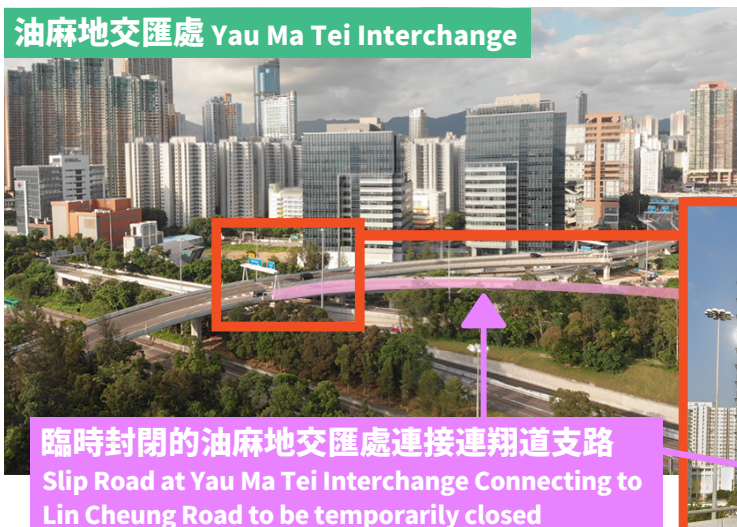 油麻地交匯處 Yau Ma Tei Interchange
臨時封閉的油麻地交匯處連接連翔道支路
Slip Road at Yau Ma Tei Interchange Connecting to
Lin Cheung Road to be temporarily closed